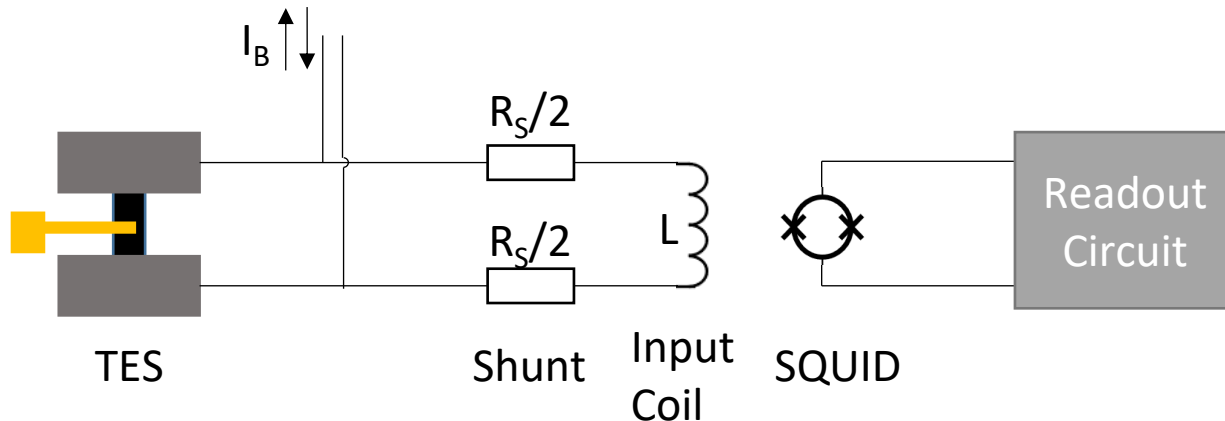 I_B
R_S/2
R_S/2
L
Readout
Circuit
TES
Shunt
Input
Coil
SQUID